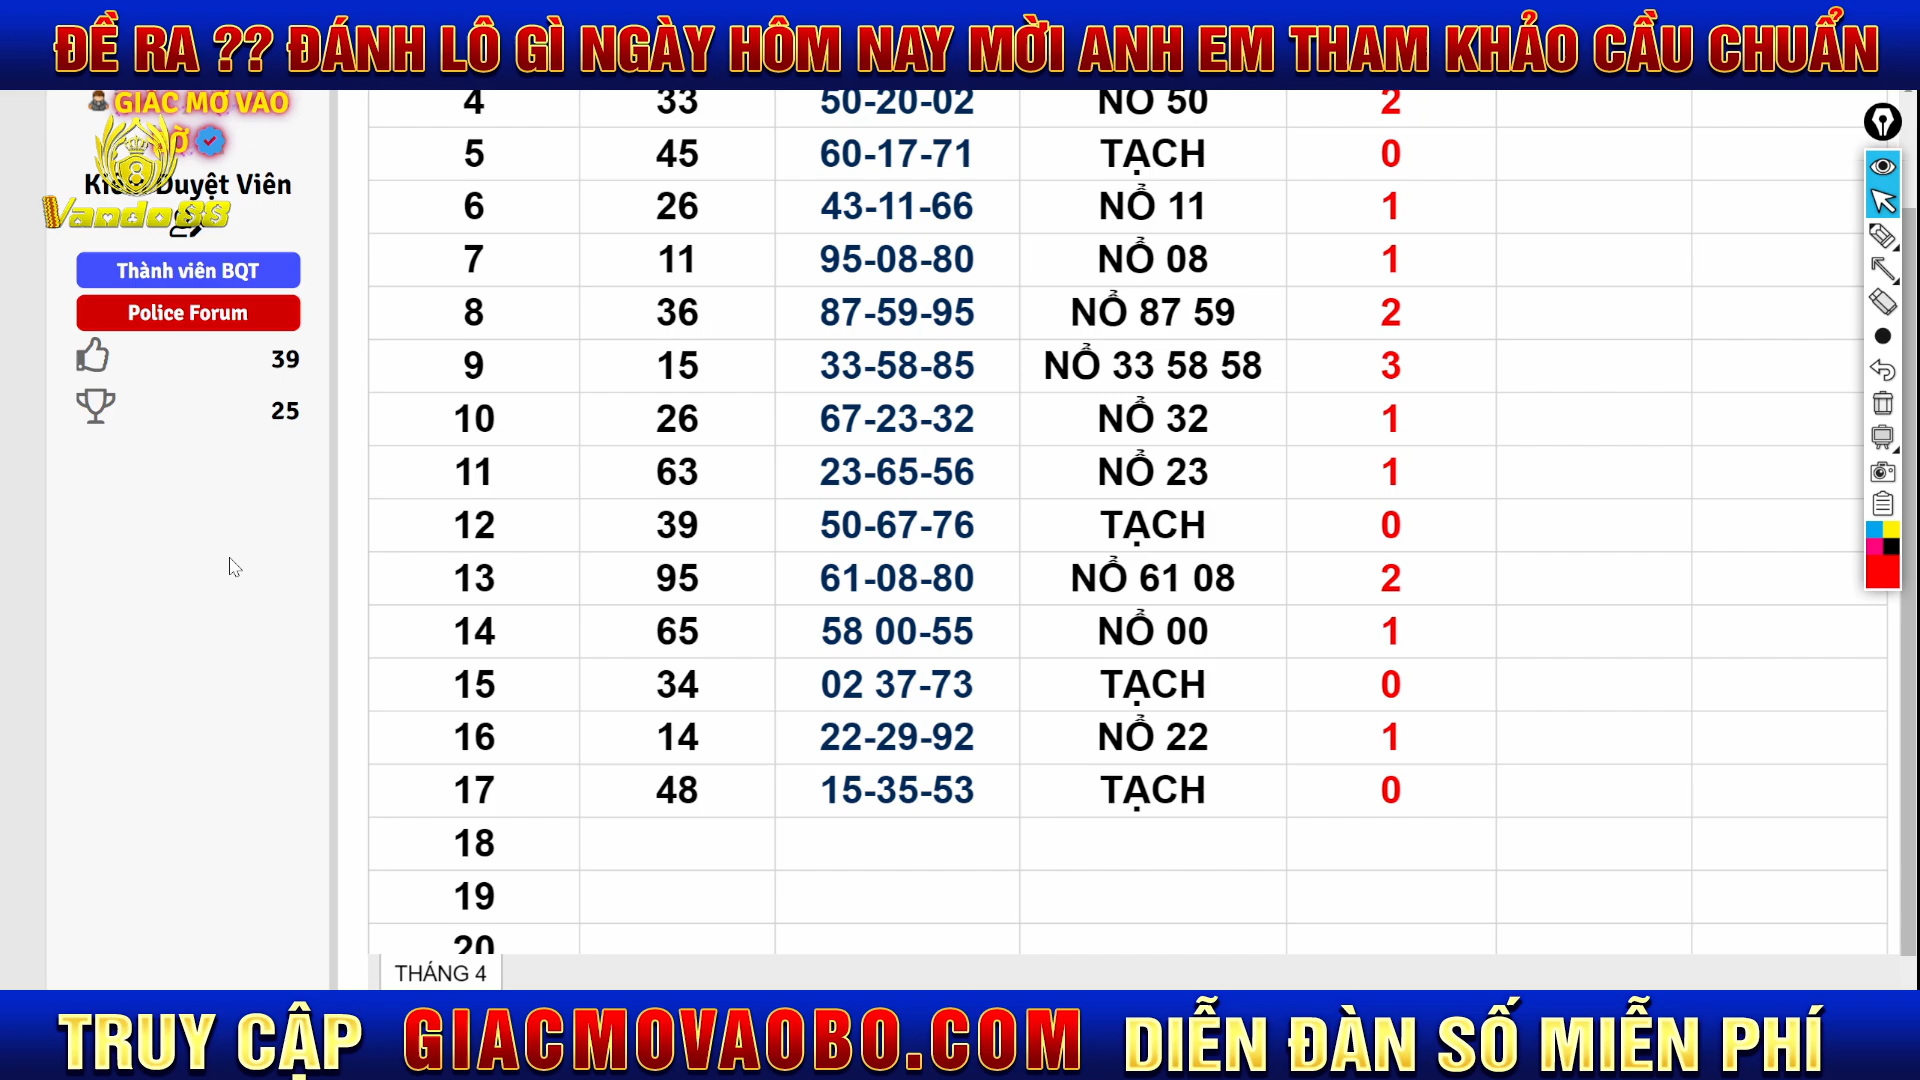 ĐỀ RA ?? ĐÁNH LÔ GÌ NGÀY HÔM NAY MỜI ANH EM THAM KHẢO CẦU CHUẨN
GIẤC MƠ VÀO
Duyệt Viên
Vando88
Thành viên BQT
Police Forum
39
25
4 33 50-20-02 NỔ 50 2
5 45 60-17-71 TẠCH 0
6 26 43-11-66 NỔ 11 1
7 11 95-08-80 NỔ 08 1
8 36 87-59-95 NỔ 87 59 2
9 15 33-58-85 NỔ 33 58 58 3
10 26 67-23-32 NỔ 32 1
11 63 23-65-56 NỔ 23 1
12 39 50-67-76 TẠCH 0
13 95 61-08-80 NỔ 61 08 2
14 65 58 00-55 NỔ 00 1
15 34 02 37-73 TẠCH 0
16 14 22-29-92 NỔ 22 1
17 48 15-35-53 TẠCH 0
18
19
20
THÁNG 4
TRUY CẬP GIACMOVAOBO.COM DIỄN ĐÀN SỐ MIỄN PHÍ